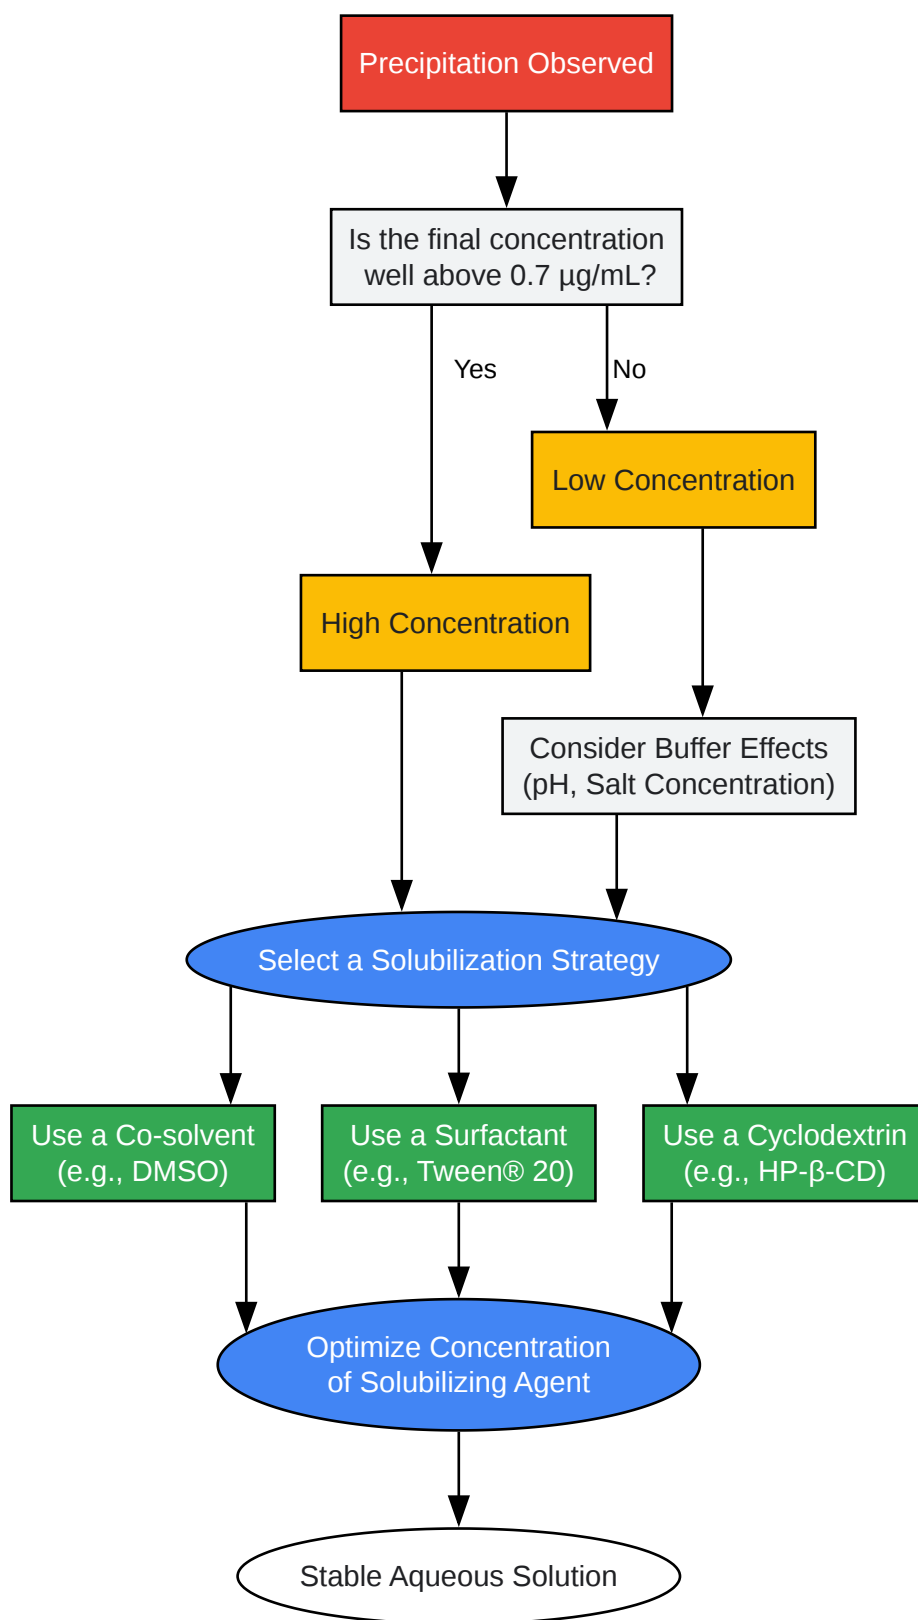 Precipitation Observed
Is the final concentration
well above 0.7 µg/mL?
Yes
No
Low Concentration
High Concentration
Consider Buffer Effects
(pH, Salt Concentration)
Select a Solubilization Strategy
Use a Co-solvent
(e.g., DMSO)
Use a Surfactant
(e.g., Tween® 20)
Use a Cyclodextrin
(e.g., HP-β-CD)
Optimize Concentration
of Solubilizing Agent
Stable Aqueous Solution